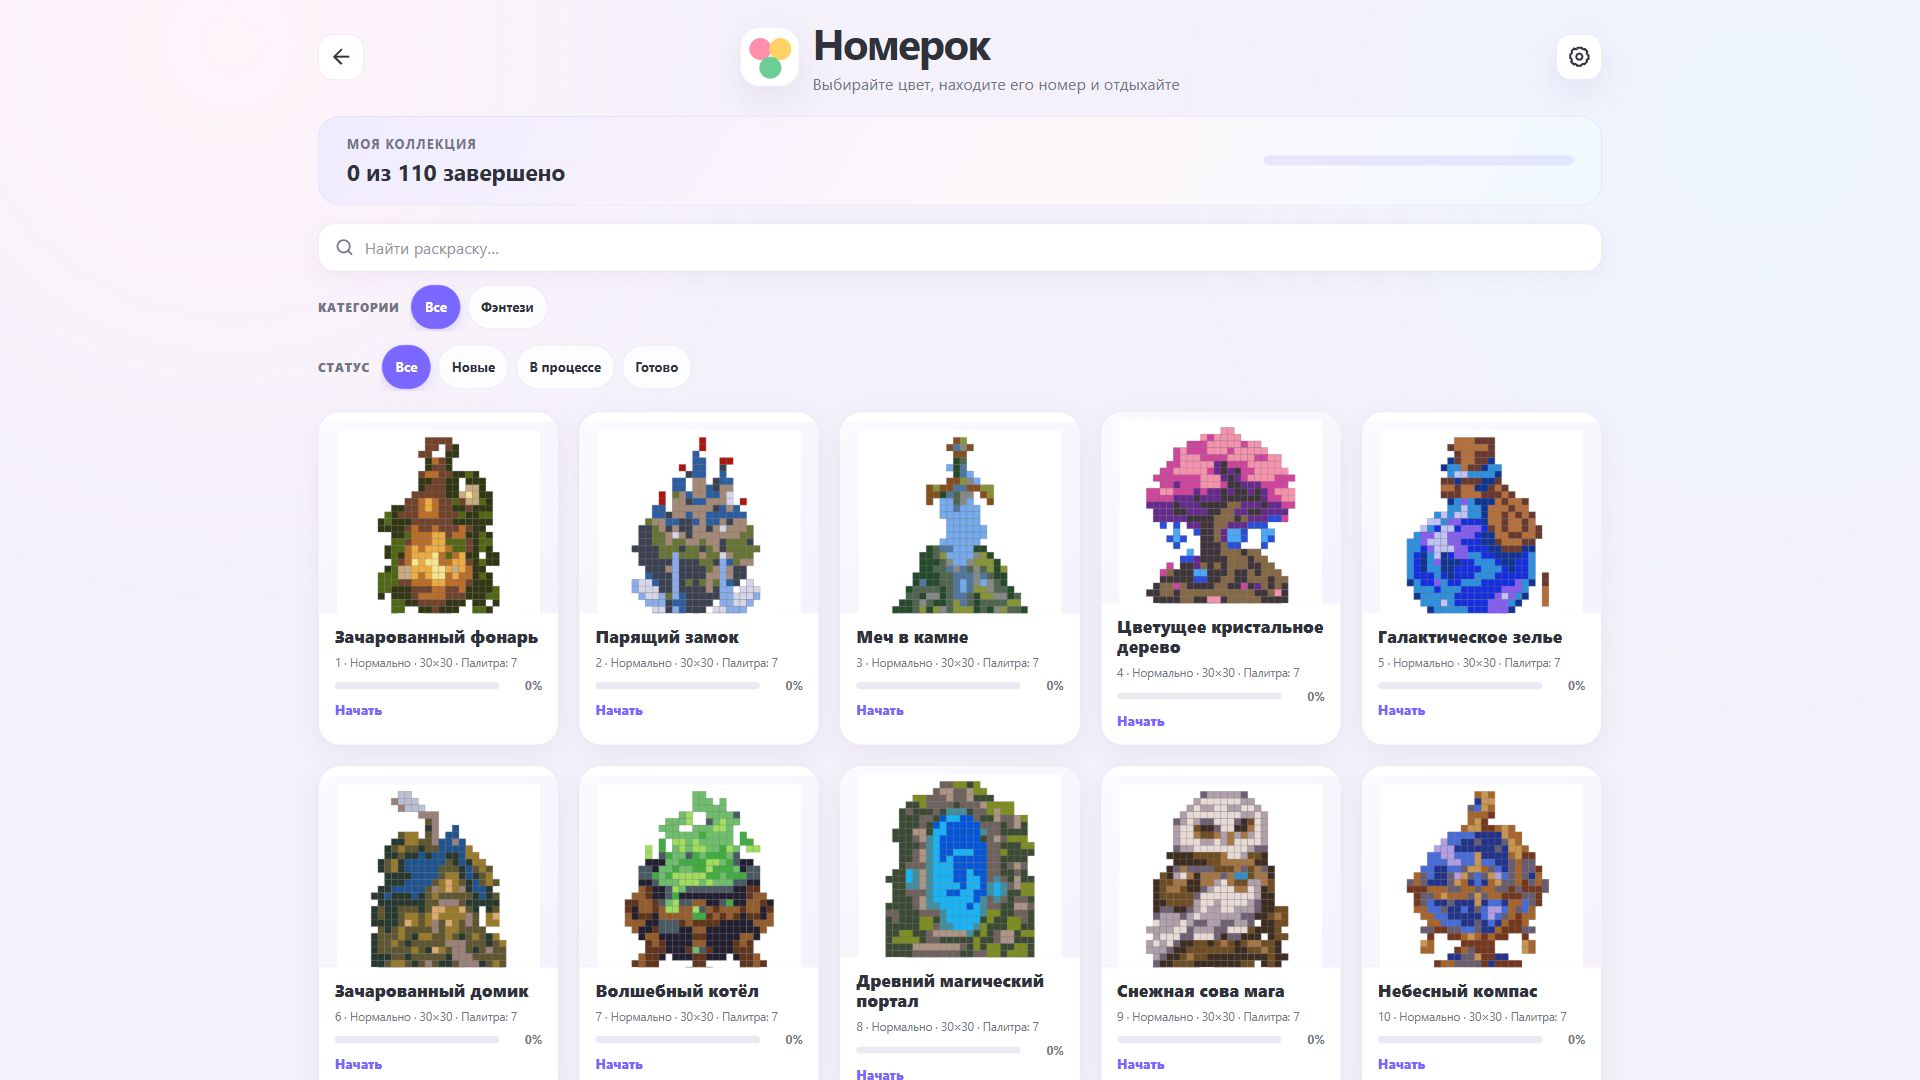 Номерок
Выбирайте цвет, находите его номер и отдыхайте
МОЯ КОЛЛЕКЦИЯ
0 из 110 завершено
Найти раскраску...
КАТЕГОРИИ
Все
Фэнтези
СТАТУС
Все
Новые
В процессе
Готово
Зачарованный фонарь
1 · Нормально · 30×30 · Палитра: 7
0%
Начать
Парящий замок
2 · Нормально · 30×30 · Палитра: 7
0%
Начать
Меч в камне
3 · Нормально · 30×30 · Палитра: 7
0%
Начать
Цветущее кристальное
дерево
4 · Нормально · 30×30 · Палитра: 7
0%
Начать
Галактическое зелье
5 · Нормально · 30×30 · Палитра: 7
0%
Начать
Зачарованный домик
6 · Нормально · 30×30 · Палитра: 7
0%
Начать
Волшебный котёл
7 · Нормально · 30×30 · Палитра: 7
0%
Начать
Древний магический
портал
8 · Нормально · 30×30 · Палитра: 7
0%
Начать
Снежная сова мага
9 · Нормально · 30×30 · Палитра: 7
0%
Начать
Небесный компас
10 · Нормально · 30×30 · Палитра: 7
0%
Начать